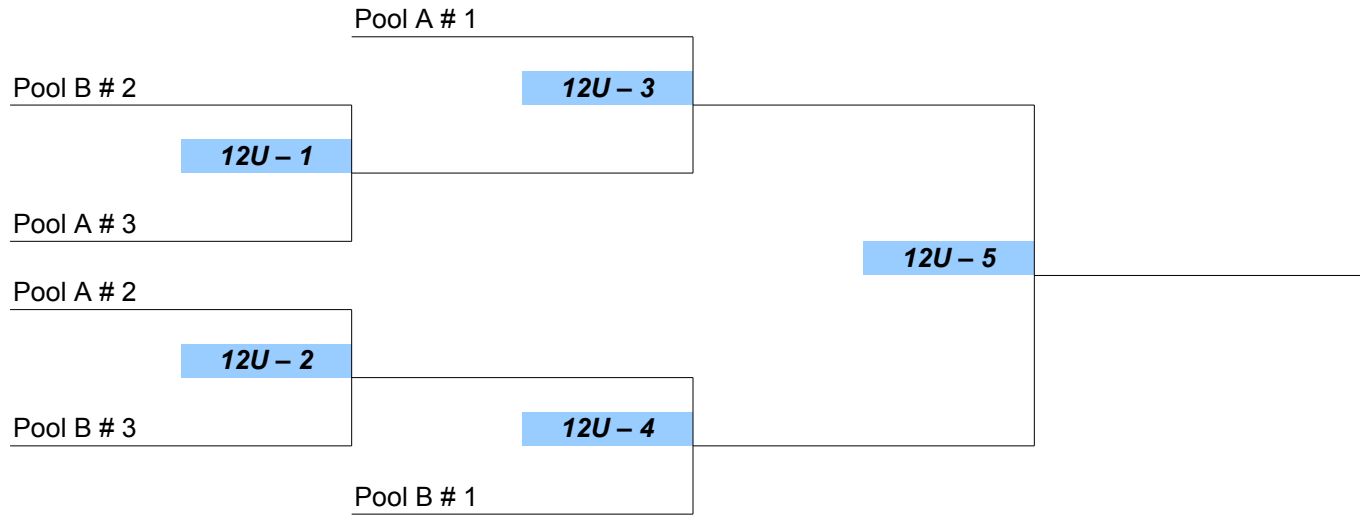 Pool A # 1
Pool B # 2
12U – 3
12U – 1
Pool A # 3
12U – 5
Pool A # 2
12U – 2
Pool B # 3
12U – 4
Pool B # 1